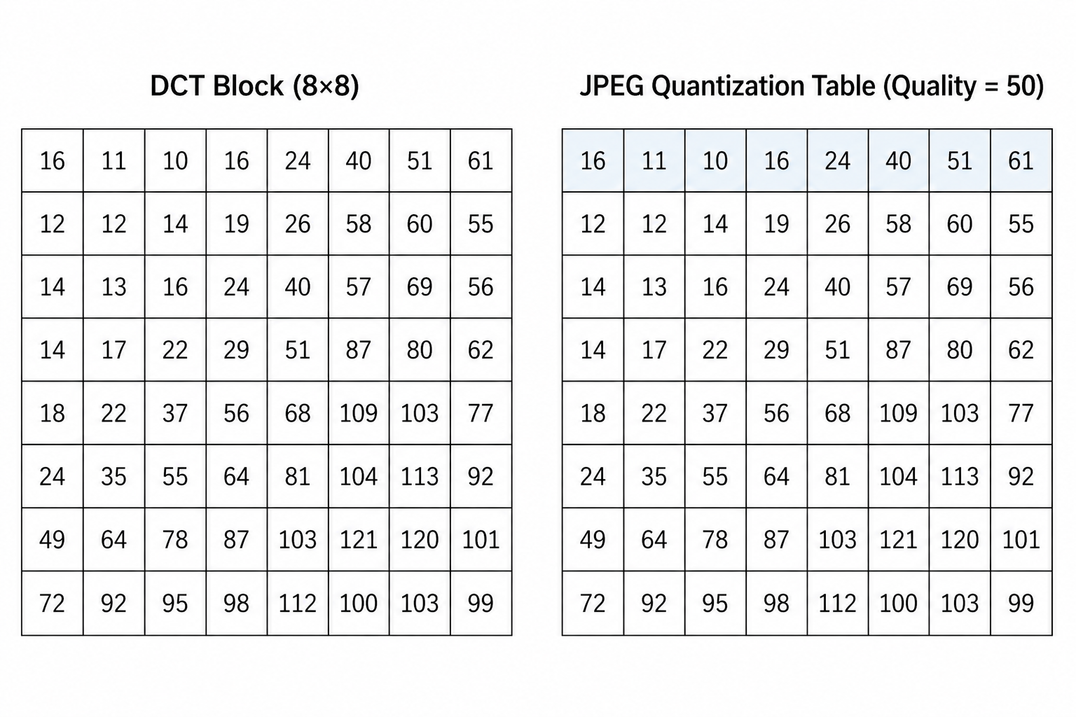 DCT Block (8×8)
16 11 10 16 24 40 51 61
12 12 14 19 26 58 60 55
14 13 16 24 40 57 69 56
14 17 22 29 51 87 80 62
18 22 37 56 68 109 103 77
24 35 55 64 81 104 113 92
49 64 78 87 103 121 120 101
72 92 95 98 112 100 103 99
JPEG Quantization Table (Quality = 50)
16 11 10 16 24 40 51 61
12 12 14 19 26 58 60 55
14 13 16 24 40 57 69 56
14 17 22 29 51 87 80 62
18 22 37 56 68 109 103 77
24 35 55 64 81 104 113 92
49 64 78 87 103 121 120 101
72 92 95 98 112 100 103 99